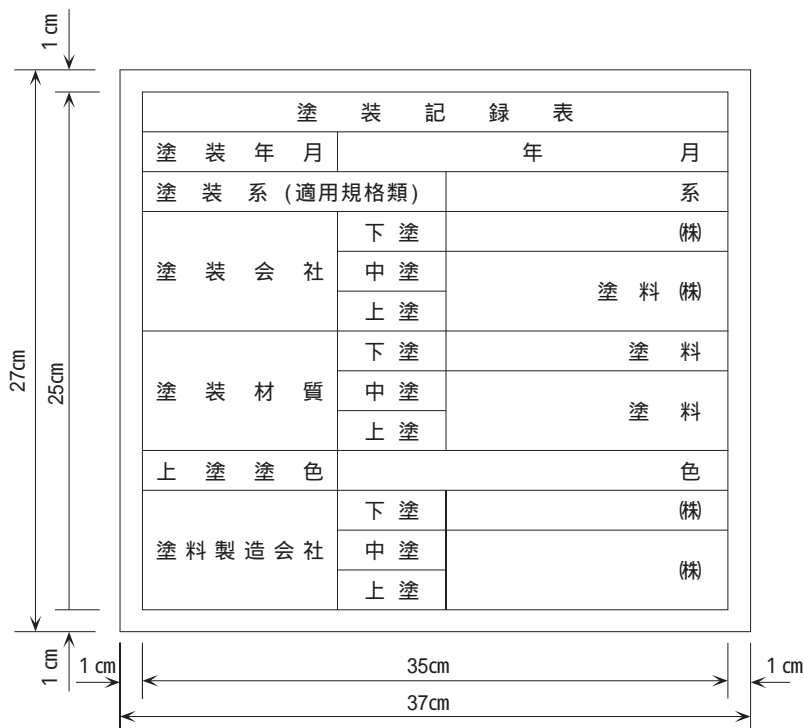 1 cm
塗装記録表
塗装年月 年 月
塗装系 (適用規格類) 系
塗装会社 下塗 ㈱
中塗 塗料 ㈱
上塗
塗装材質 下塗 塗料
中塗 塗料
上塗
上塗塗色 色
塗料製造会社 下塗 ㈱
中塗 ㈱
上塗
27cm
25cm
1 cm
1 cm 35cm 1 cm
37cm